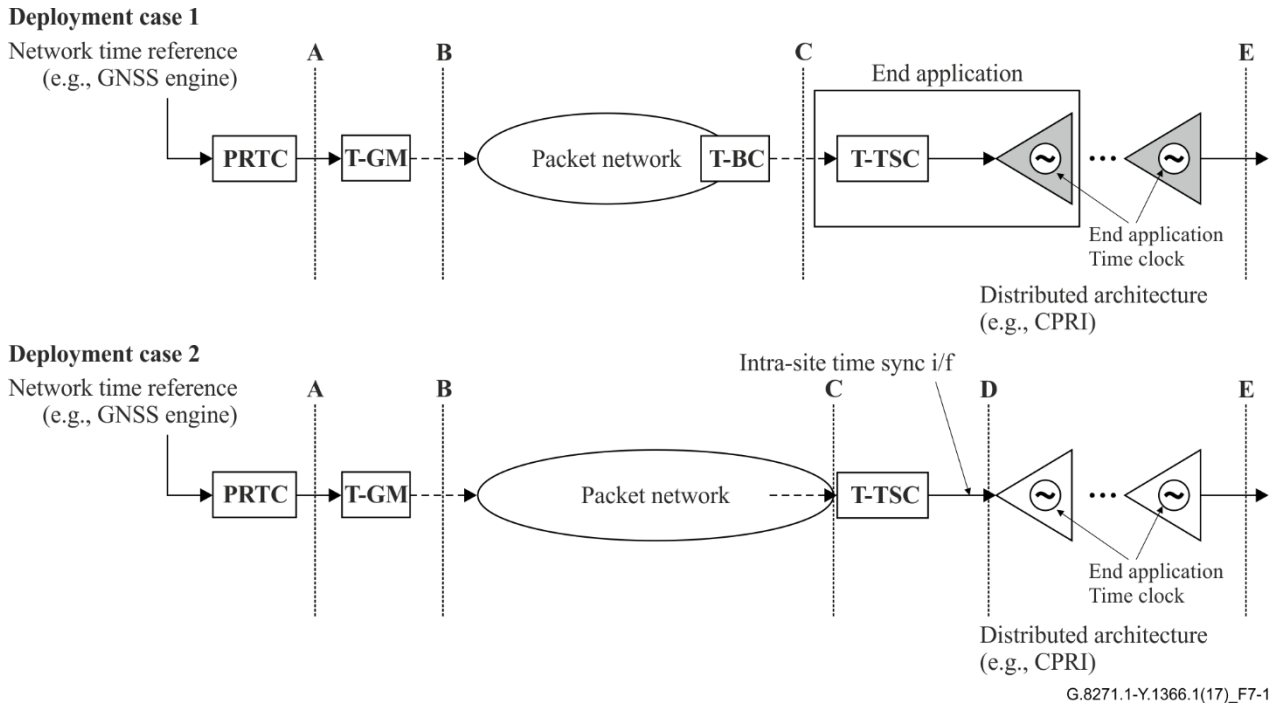 Deployment case 1
Network time reference
(e.g., GNSS engine)
A
B
C
E
End application
PRTC
T-GM
Packet network
T-BC
T-TSC
End application
Time clock
Distributed architecture
(e.g., CPRI)
Deployment case 2
Network time reference
(e.g., GNSS engine)
Intra-site time sync i/f
A
B
C
D
E
PRTC
T-GM
Packet network
T-TSC
End application
Time clock
Distributed architecture
(e.g., CPRI)
G.8271.1-Y.1366.1(17)_F7-1